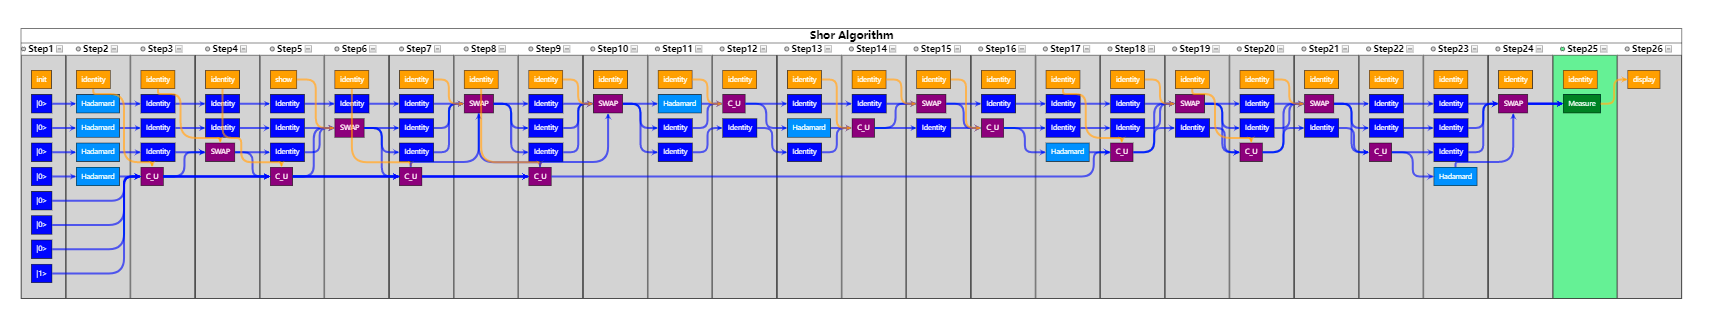 Shor Algorithm
Step1 Step2 Step3 Step4 Step5 Step6 Step7 Step8 Step9 Step10 Step11 Step12 Step13 Step14 Step15 Step16 Step17 Step18 Step19 Step20 Step21 Step22 Step23 Step24 Step25 Step26
init identity identity identity show identity identity identity identity identity identity identity identity identity identity identity identity identity identity identity identity identity identity identity identity display
|0> Hadamard Identity Identity Identity Identity Identity SWAP Identity SWAP Hadamard C_U Identity Identity SWAP Identity Identity Identity SWAP Identity SWAP Identity Identity SWAP Measure
|0> Hadamard Identity Identity Identity SWAP Identity Identity Identity Identity Hadamard C_U Identity C_U Identity Identity Identity Identity Identity Identity Identity
|0> Hadamard Identity SWAP Identity Identity Identity Identity Identity Hadamard C_U C_U C_U Identity
|0> Hadamard C_U C_U C_U C_U Hadamard
|0>
|0>
|0>
|1>